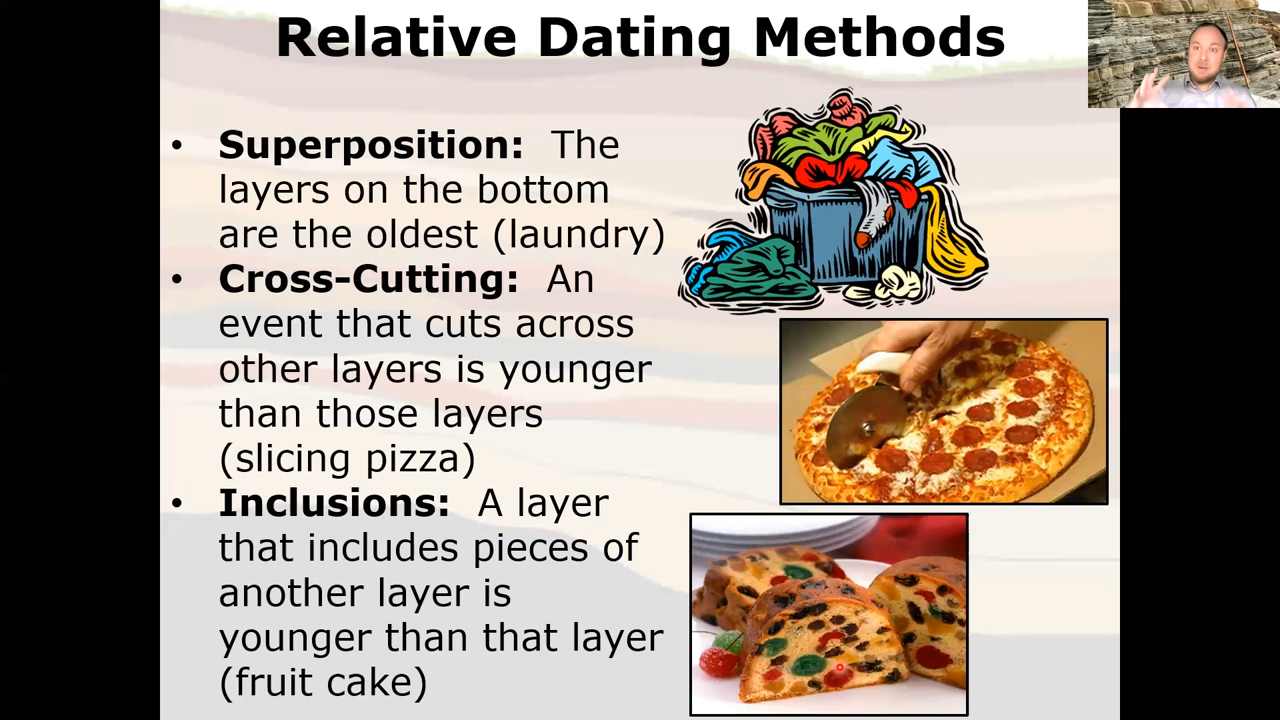 Relative Dating Methods
• Superposition: The
layers on the bottom
are the oldest (laundry)
• Cross-Cutting: An
event that cuts across
other layers is younger
than those layers
(slicing pizza)
• Inclusions: A layer
that includes pieces of
another layer is
younger than that layer
(fruit cake)